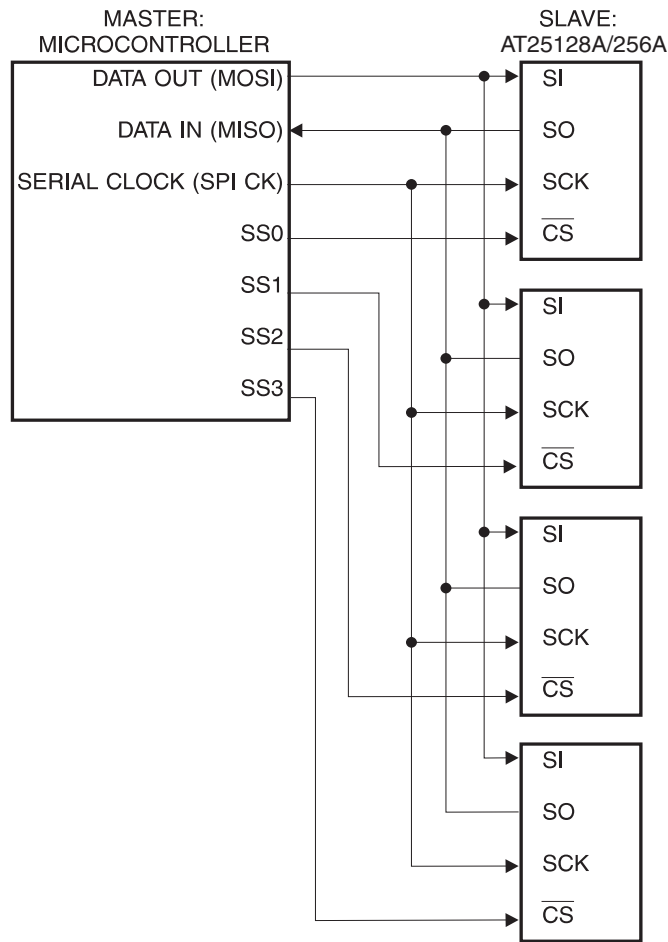 MASTER:
MICROCONTROLLER
DATA OUT (MOSI)
DATA IN (MISO)
SERIAL CLOCK (SPI CK)
SS0
SS1
SS2
SS3
SLAVE:
AT25128A/256A
SI
SO
SCK
CS
SI
SO
SCK
CS
SI
SO
SCK
CS
SI
SO
SCK
CS